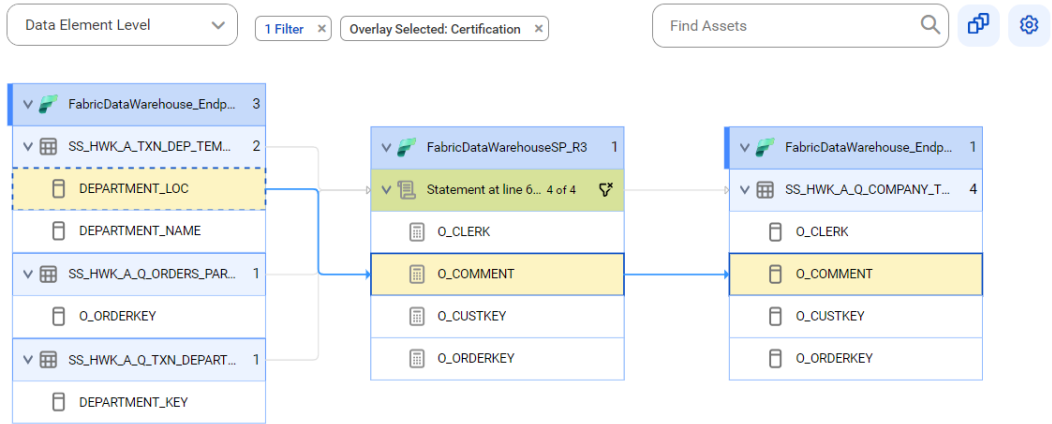 Data Element Level
1 Filter ×
Overlay Selected: Certification ×
Find Assets
FabricDataWarehouse_Endp... 3
SS_HWK_A_TXN_DEP_TEM... 2
DEPARTMENT_LOC
DEPARTMENT_NAME
SS_HWK_A_Q_ORDERS_PAR... 1
O_ORDERKEY
SS_HWK_A_Q_TXN_DEPART... 1
DEPARTMENT_KEY
FabricDataWarehouseSP_R3 1
Statement at line 6... 4 of 4
O_CLERK
O_COMMENT
O_CUSTKEY
O_ORDERKEY
FabricDataWarehouse_Endp... 1
SS_HWK_A_Q_COMPANY_T... 4
O_CLERK
O_COMMENT
O_CUSTKEY
O_ORDERKEY